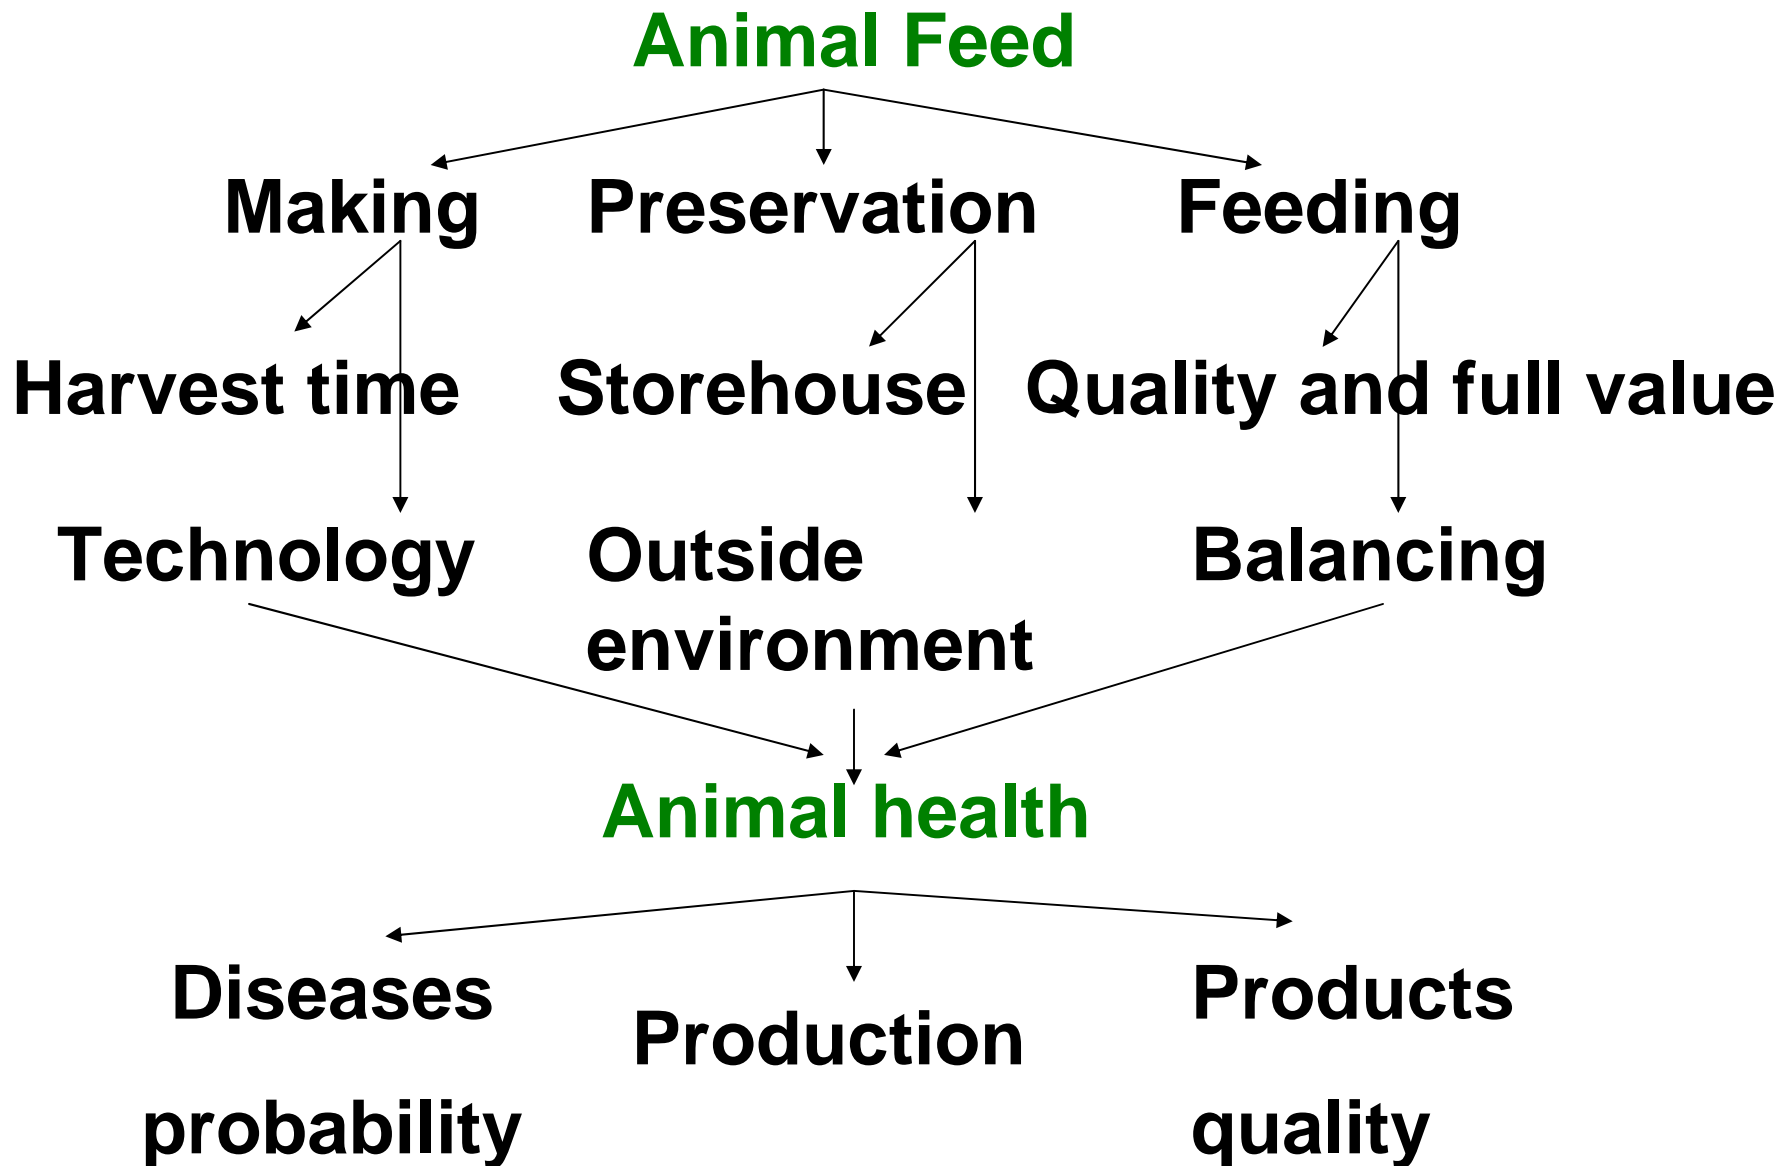 Animal Feed
Making Preservation Feeding
Harvest time Storehouse Quality and full value
Technology Outside environment Balancing
Animal health
Diseases probability
Production
Products quality